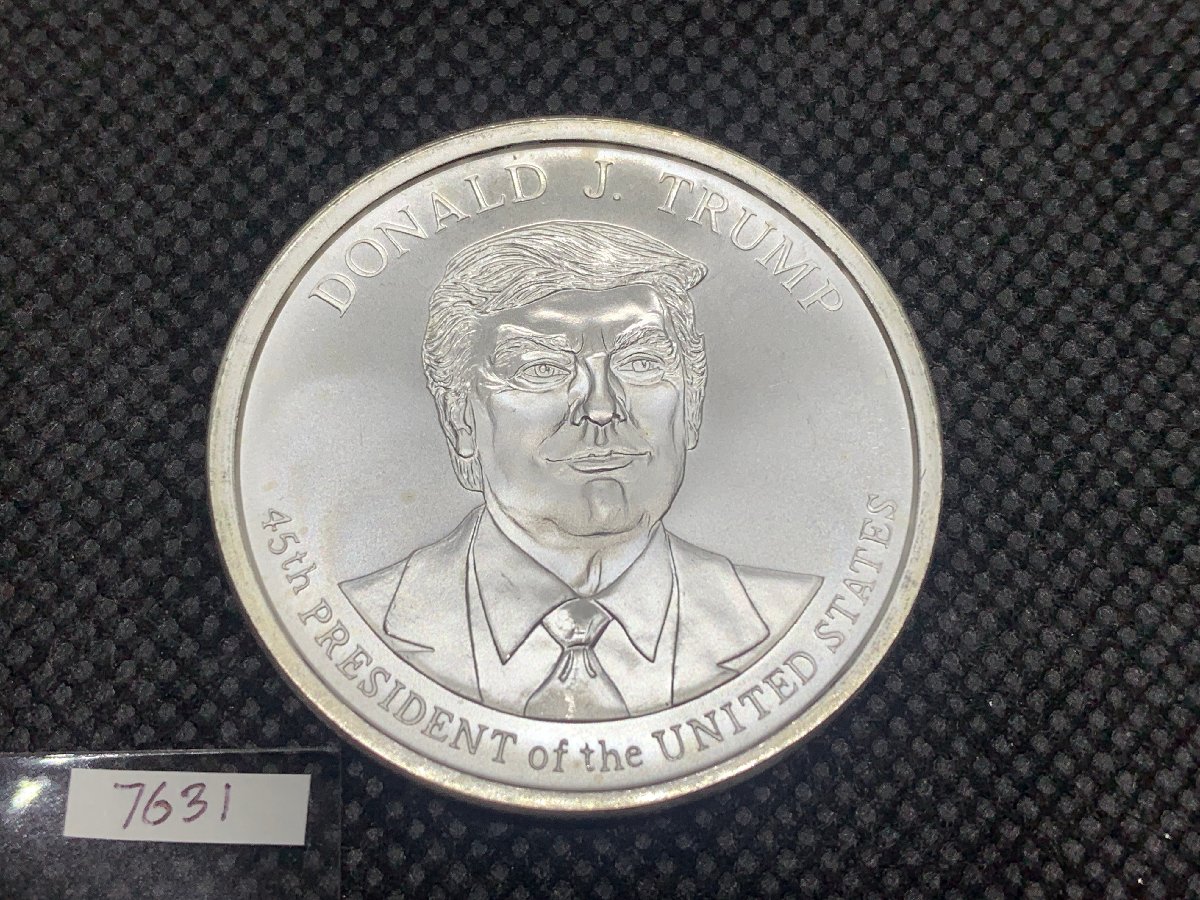 DONALD J. TRUMP
45th PRESIDENT of the UNITED STATES
7631